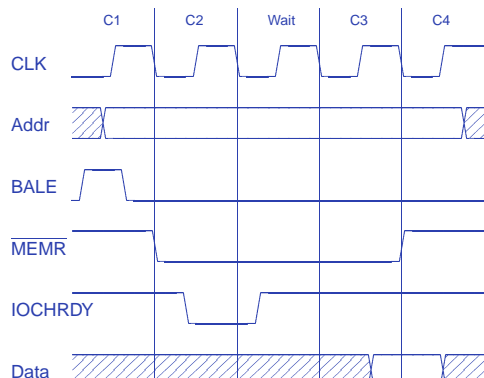 C1 C2 Wait C3 C4
CLK
Addr
BALE
MEMR
IOCHRDY
Data